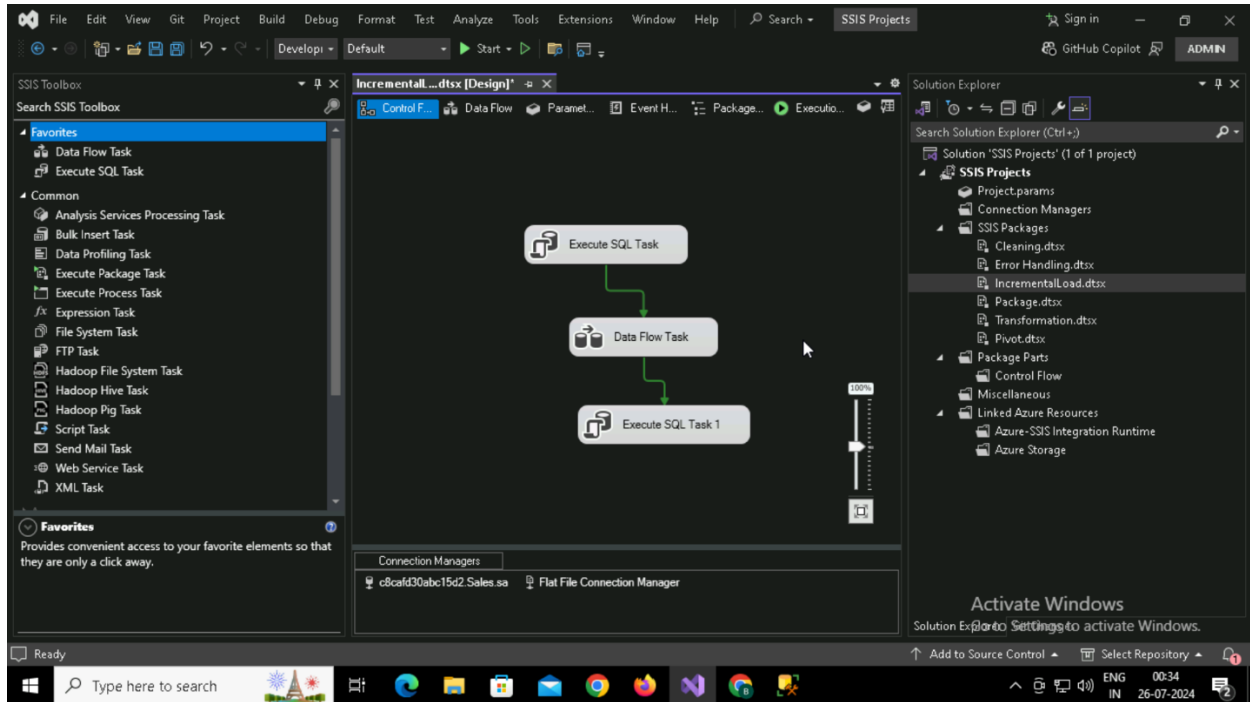 File Edit View Git Project Build Debug Format Test Analyze Tools Extensions Window Help Search SSIS Projects Sign in
Developi Default Start GitHub Copilot ADMIN
SSIS Toolbox
Search SSIS Toolbox
Favorites
Data Flow Task
Execute SQL Task
Common
Analysis Services Processing Task
Bulk Insert Task
Data Profiling Task
Execute Package Task
Execute Process Task
Expression Task
File System Task
FTP Task
Hadoop File System Task
Hadoop Hive Task
Hadoop Pig Task
Script Task
Send Mail Task
Web Service Task
XML Task
Favorites
Provides convenient access to your favorite elements so that
they are only a click away.
IncrementalL...dtsx [Design]*
Control F... Data Flow Paramet... Event H... Package... Executio...
Execute SQL Task
Data Flow Task
Execute SQL Task 1
100%
Connection Managers
c8cafd30abc15d2.Sales.sa Flat File Connection Manager
Solution Explorer
Search Solution Explorer (Ctrl+;)
Solution 'SSIS Projects' (1 of 1 project)
SSIS Projects
Project.params
Connection Managers
SSIS Packages
Cleaning.dtsx
Error Handling.dtsx
IncrementalLoad.dtsx
Package.dtsx
Transformation.dtsx
Pivot.dtsx
Package Parts
Control Flow
Miscellaneous
Linked Azure Resources
Azure-SSIS Integration Runtime
Azure Storage
Activate Windows
Go to Settings to activate Windows.
Ready Add to Source Control Select Repository 1
Type here to search ENG IN 00:34 26-07-2024 2